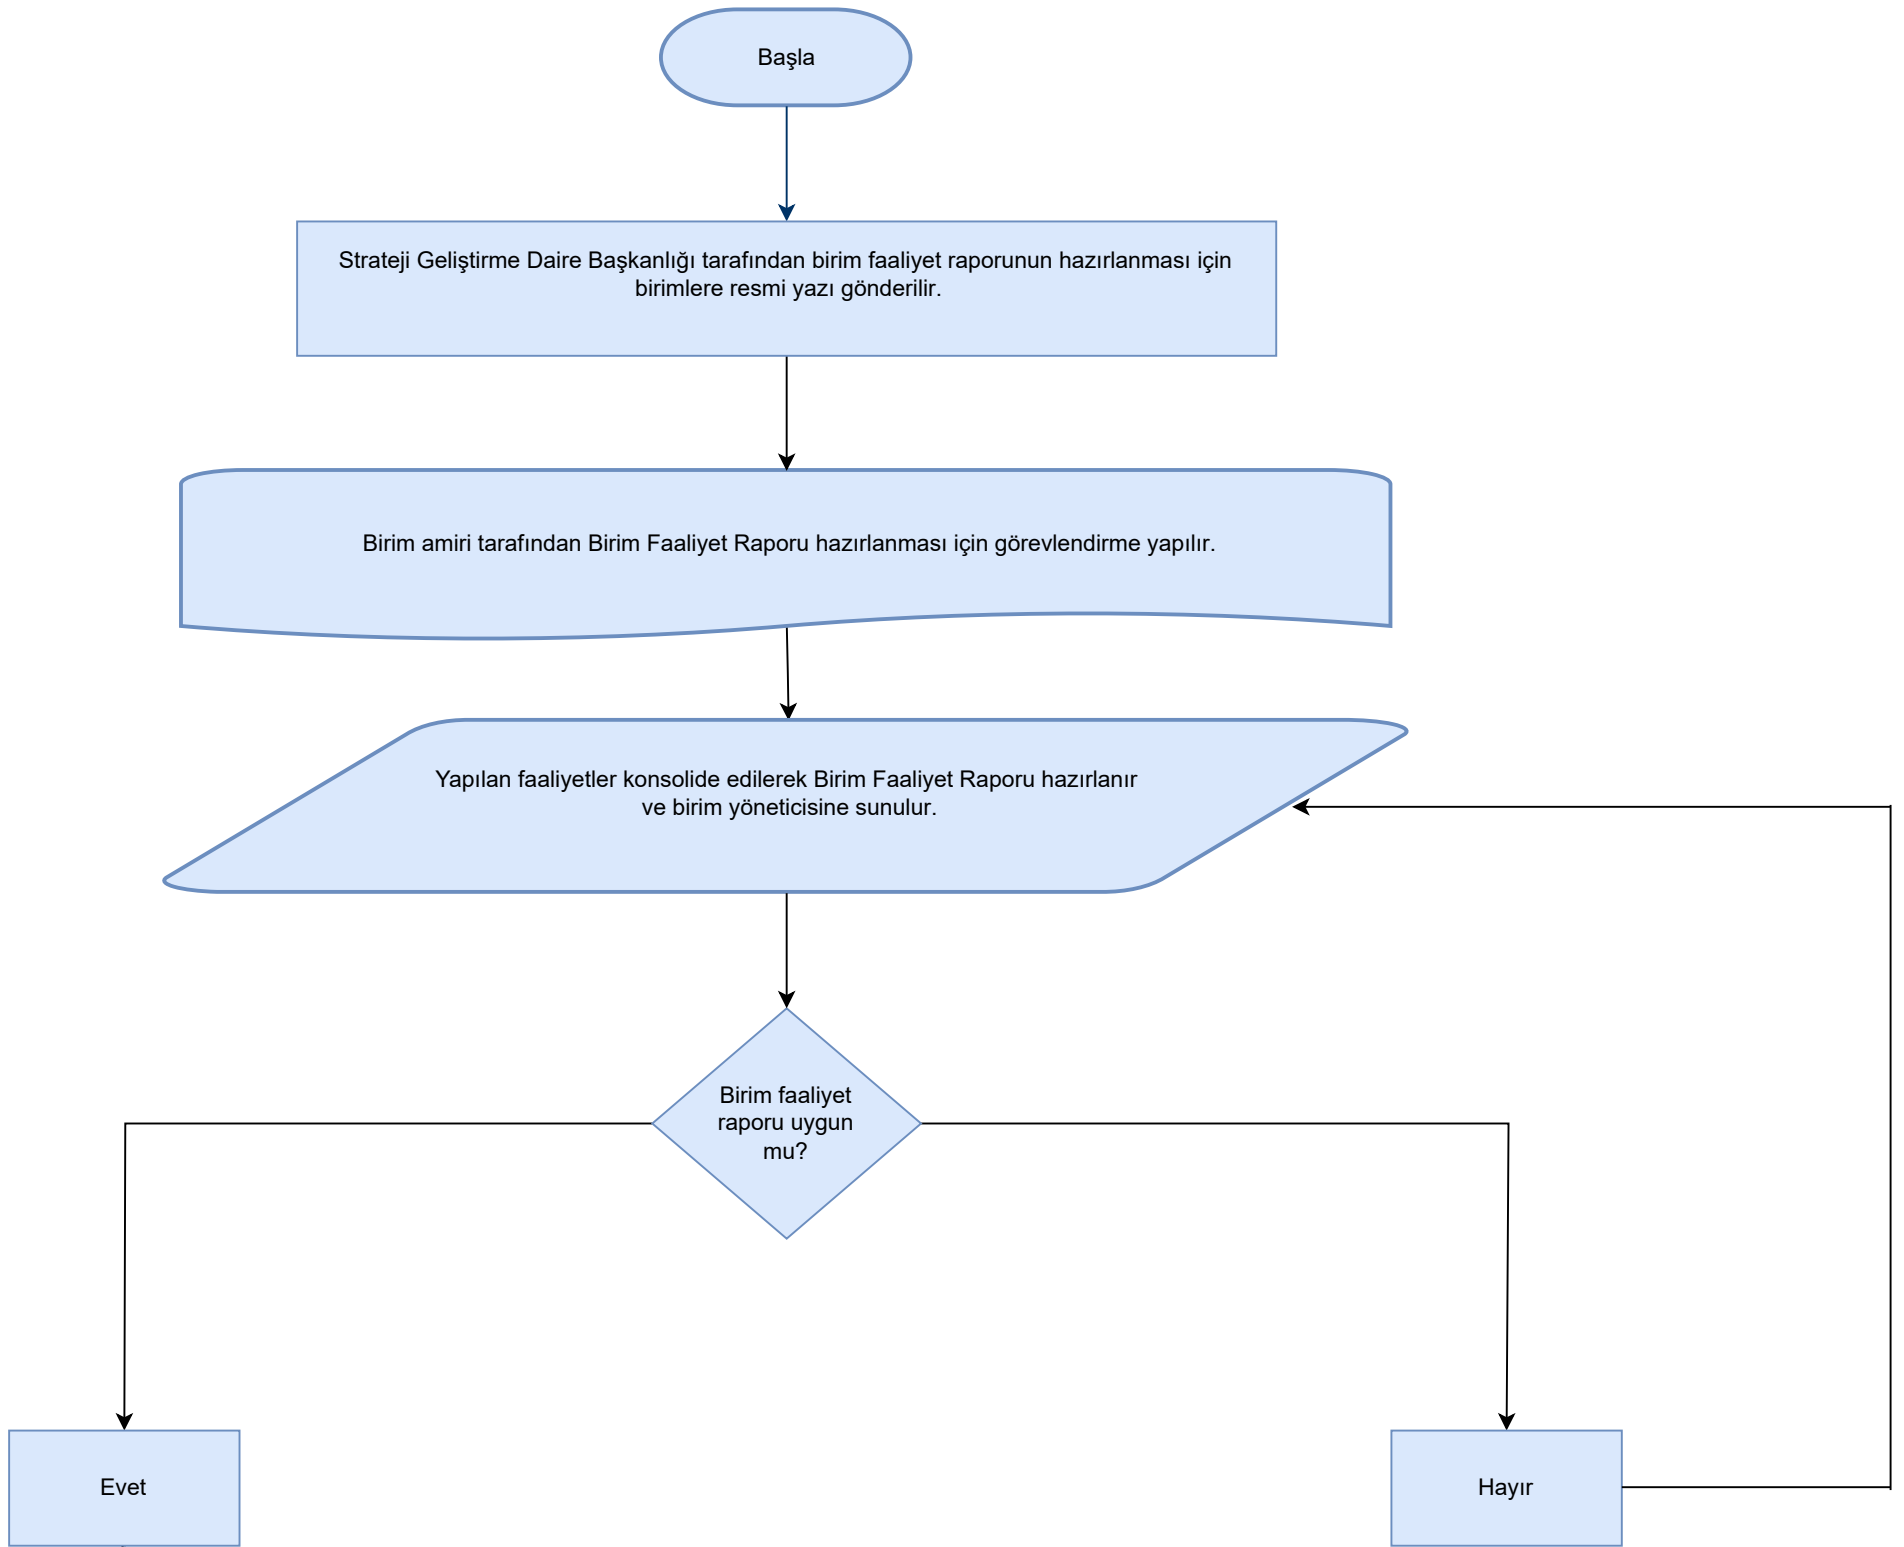 Başla
Strateji Geliştirme Daire Başkanlığı tarafından birim faaliyet raporunun hazırlanması için
birimlere resmi yazı gönderilir.
Birim amiri tarafından Birim Faaliyet Raporu hazırlanması için görevlendirme yapılır.
Yapılan faaliyetler konsolide edilerek Birim Faaliyet Raporu hazırlanır
ve birim yöneticisine sunulur.
Birim faaliyet
raporu uygun
mu?
Evet
Hayır